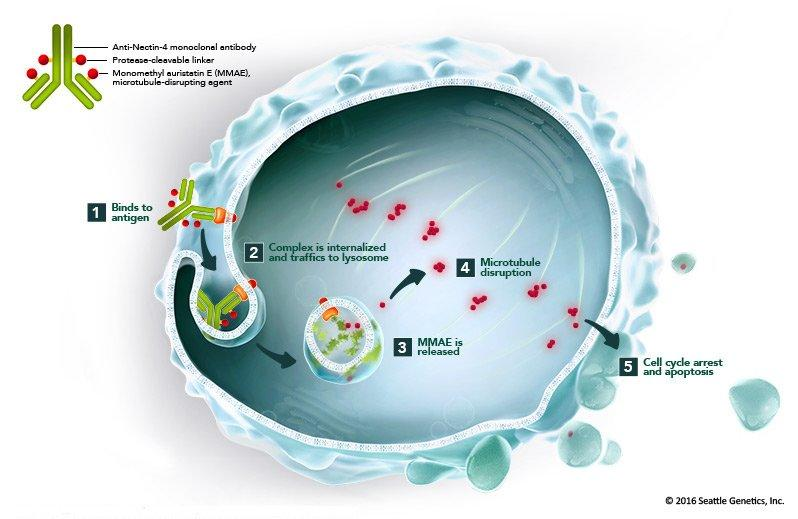 Anti-Nectin-4 monoclonal antibody
Protease-cleavable linker
Monomethyl auristatin E (MMAE),
microtubule-disrupting agent
1 Binds to
antigen
2 Complex is internalized
and traffics to lysosome
3 MMAE is
released
4 Microtubule
disruption
5 Cell cycle arrest
and apoptosis
© 2016 Seattle Genetics, Inc.